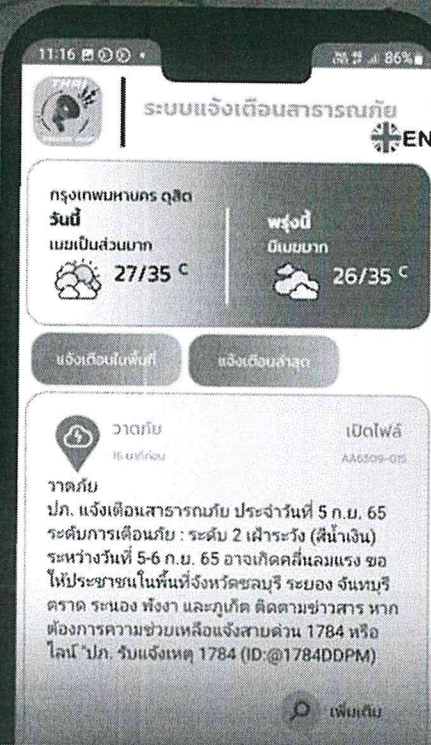 11:16
86%
ระบบแจ้งเตือนสาธารณภัย
EN
กรุงเทพมหานคร ดุสิต
วันนี้
เมฆเป็นส่วนมาก
27/35 C
พรุ่งนี้
มีเมฆมาก
26/35 C
แจ้งเตือนในพื้นที่
แจ้งเตือนล่าสุด
วาตภัย
เปิดไฟล์
15 นาทีก่อน
AA6509-015
วาตภัย
ปภ. แจ้งเตือนสาธารณภัย ประจำวันที่ 5 ก.ย. 65
ระดับการเตือนภัย : ระดับ 2 เฝ้าระวัง (สีน้ำเงิน)
ระหว่างวันที่ 5-6 ก.ย. 65 อาจเกิดคลื่นลมแรง ขอ
ให้ประชาชนในพื้นที่จังหวัดชลบุรี ระยอง จันทบุรี
ตราด ระนอง พังงา และภูเก็ต ติดตามข่าวสาร หาก
ต้องการความช่วยเหลือแจ้งสายด่วน 1784 หรือ
ไลน์ "ปภ. รับแจ้งเหตุ 1784 (ID:@1784DDPM)
เพิ่มเติม